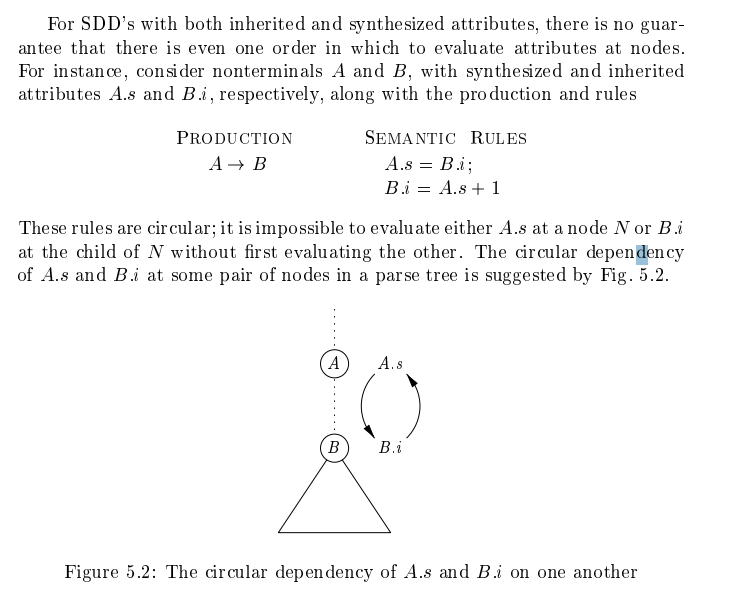 For SDD's with both inherited and synthesized attributes, there is no guar-
antee that there is even one order in which to evaluate attributes at nodes.
For instance, consider nonterminals A and B, with synthesized and inherited
attributes A.s and B.i, respectively, along with the production and rules
PRODUCTION SEMANTIC RULES
A → B A.s = B.i;
B.i = A.s + 1
These rules are circular; it is impossible to evaluate either A.s at a node N or B.i
at the child of N without first evaluating the other. The circular dependency
of A.s and B.i at some pair of nodes in a parse tree is suggested by Fig. 5.2.
A A.s
B B.i
Figure 5.2: The circular dependency of A.s and B.i on one another